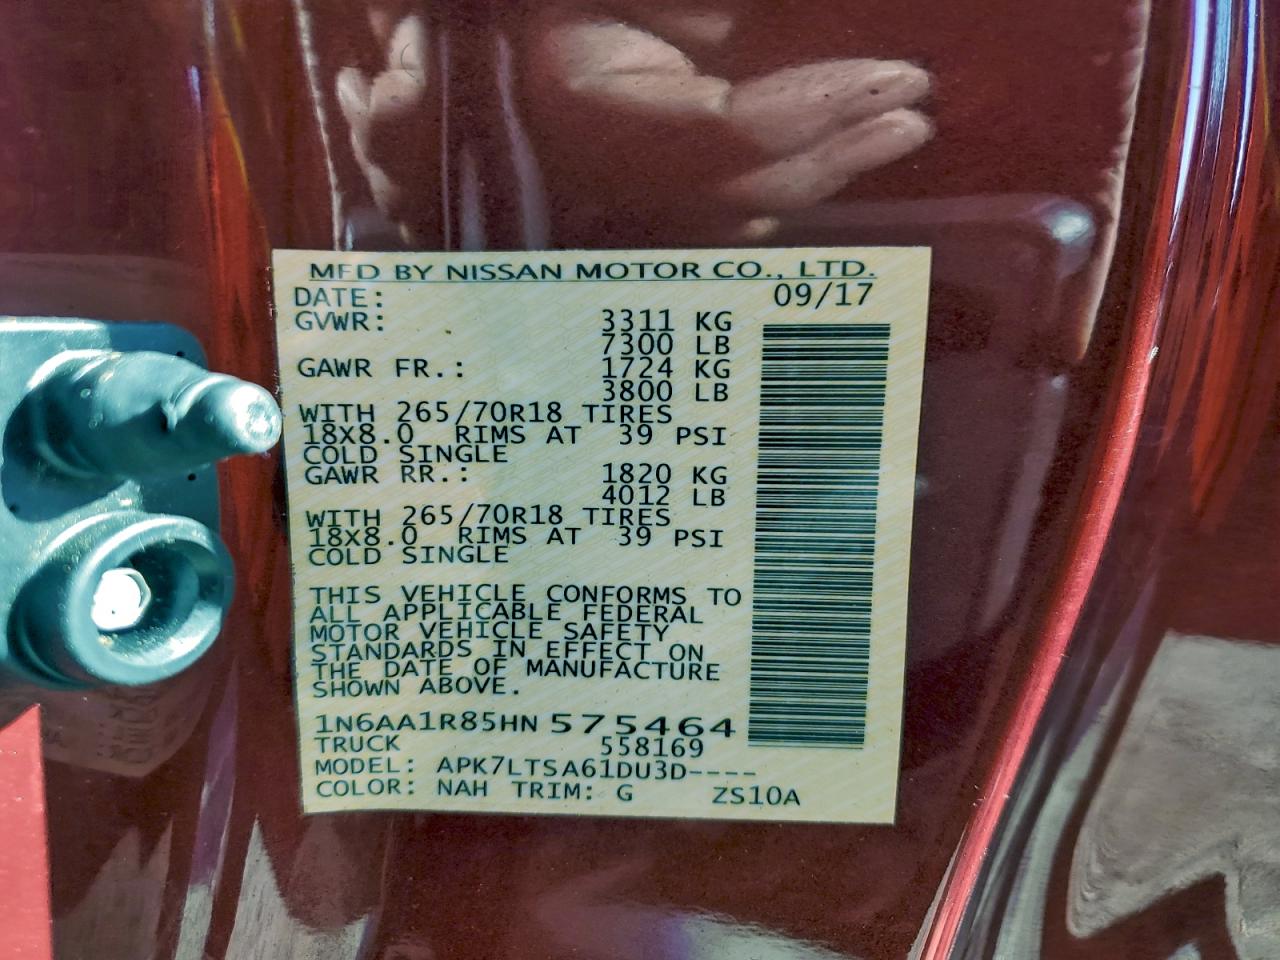 MFD BY NISSAN MOTOR CO., LTD.
DATE: 09/17
GVWR: 3311 KG
7300 LB
GAWR FR.: 1724 KG
3800 LB
WITH 265/70R18 TIRES
18X8.0 RIMS AT 39 PSI
COLD SINGLE
GAWR RR.: 1820 KG
4012 LB
WITH 265/70R18 TIRES
18X8.0 RIMS AT 39 PSI
COLD SINGLE
THIS VEHICLE CONFORMS TO
ALL APPLICABLE FEDERAL
MOTOR VEHICLE SAFETY
STANDARDS IN EFFECT ON
THE DATE OF MANUFACTURE
SHOWN ABOVE.
1N6AA1R85HN 575464
TRUCK 558169
MODEL: APK7LTSA61DU3D----
COLOR: NAH TRIM: G ZS10A